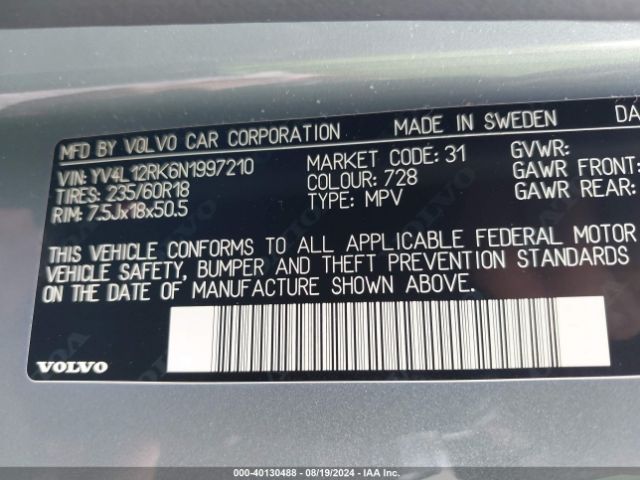 MFD BY VOLVO CAR CORPORATION MADE IN SWEDEN DA
VIN: YV4L12RK6N1997210 MARKET CODE: 31 GVWR:
TIRES: 235/60R18 COLOUR: 728 GAWR FRONT:
RIM: 7.5Jx18x50.5 TYPE: MPV GAWR REAR:
THIS VEHICLE CONFORMS TO ALL APPLICABLE FEDERAL MOTOR
VEHICLE SAFETY, BUMPER AND THEFT PREVENTION STANDARDS
ON THE DATE OF MANUFACTURE SHOWN ABOVE.
VOLVO
000-40130488 - 08/19/2024 - IAA Inc.